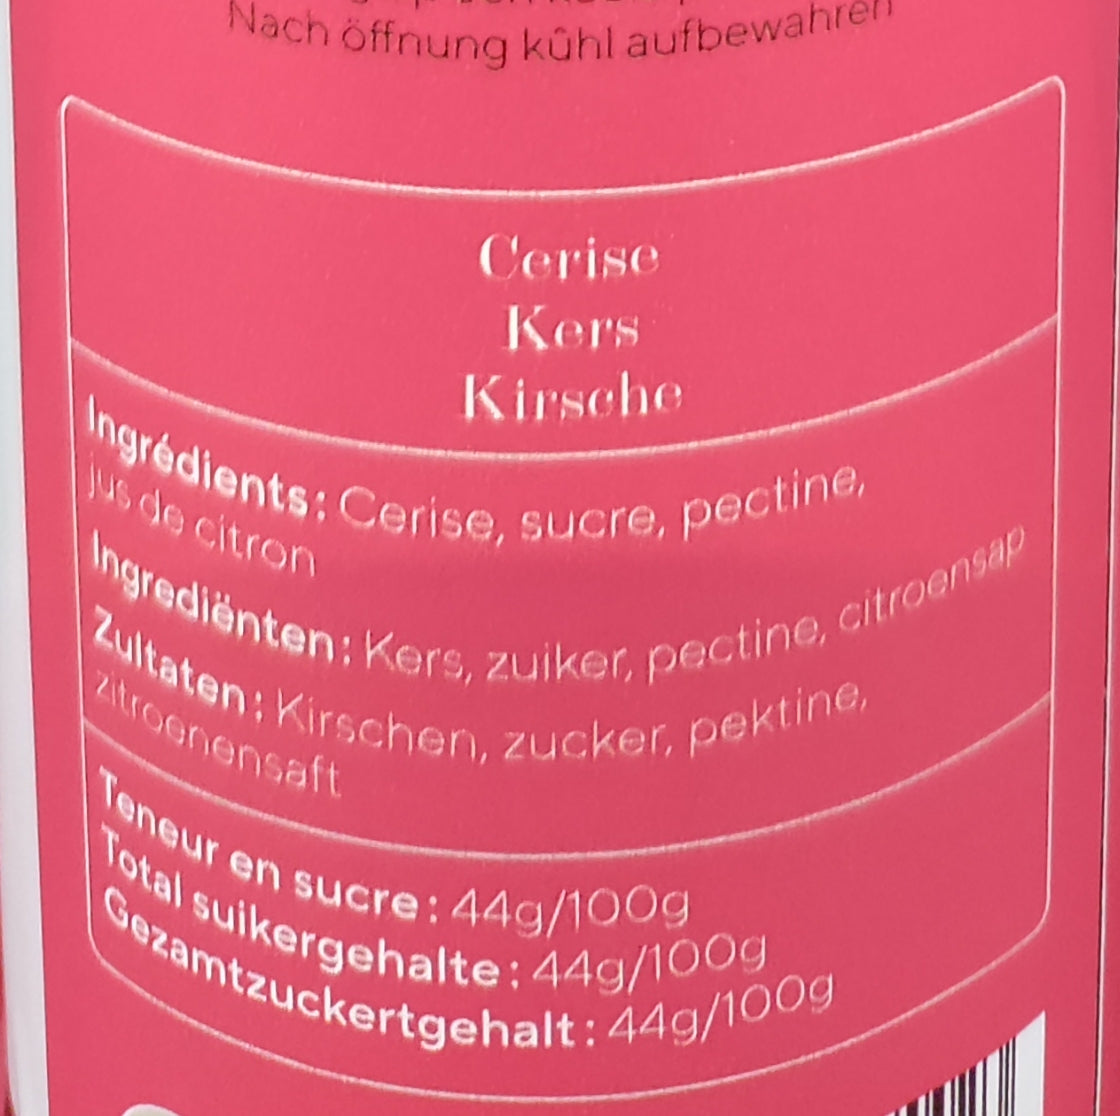 Nach öffnung kühl aufbewahren
Cerise
Kers
Kirsche
Ingrédients: Cerise, sucre, pectine,
jus de citron
Ingrediënten: Kers, zuiker, pectine, citroensap
Zultaten: Kirschen, zucker, pektine,
zitroenensaft
Teneur en sucre: 44g/100g
Total suikergehalte: 44g/100g
Gezamtzuckertgehalt: 44g/100g